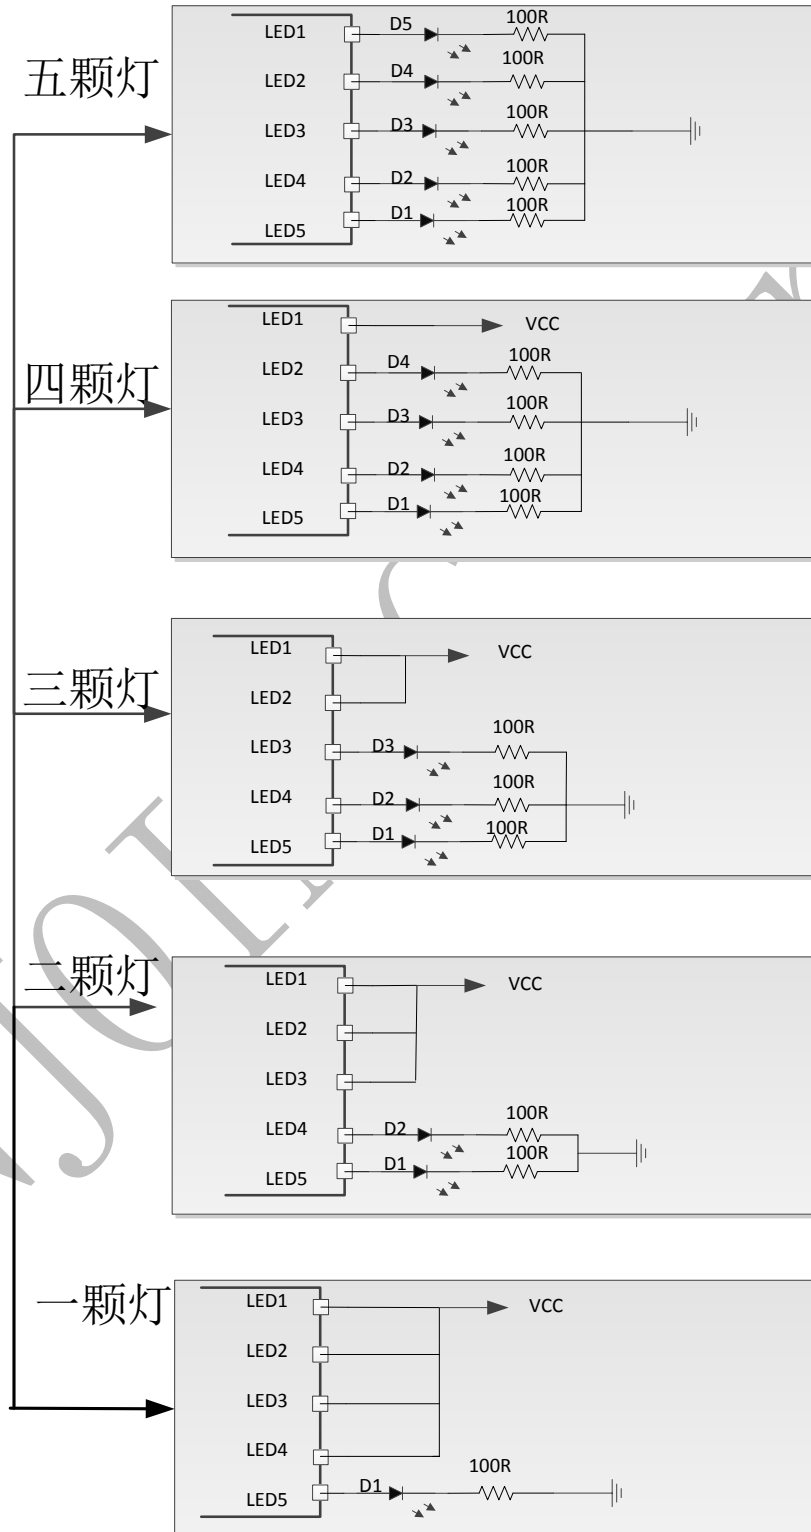 五颗灯
LED1 D5 100R
LED2 D4 100R
LED3 D3 100R
LED4 D2 100R
LED5 D1 100R
四颗灯
LED1 VCC
LED2 D4 100R
LED3 D3 100R
LED4 D2 100R
LED5 D1 100R
三颗灯
LED1 VCC
LED2
LED3 D3 100R
LED4 D2 100R
LED5 D1 100R
二颗灯
LED1 VCC
LED2
LED3
LED4 D2 100R
LED5 D1 100R
一颗灯
LED1 VCC
LED2
LED3
LED4
LED5 D1 100R